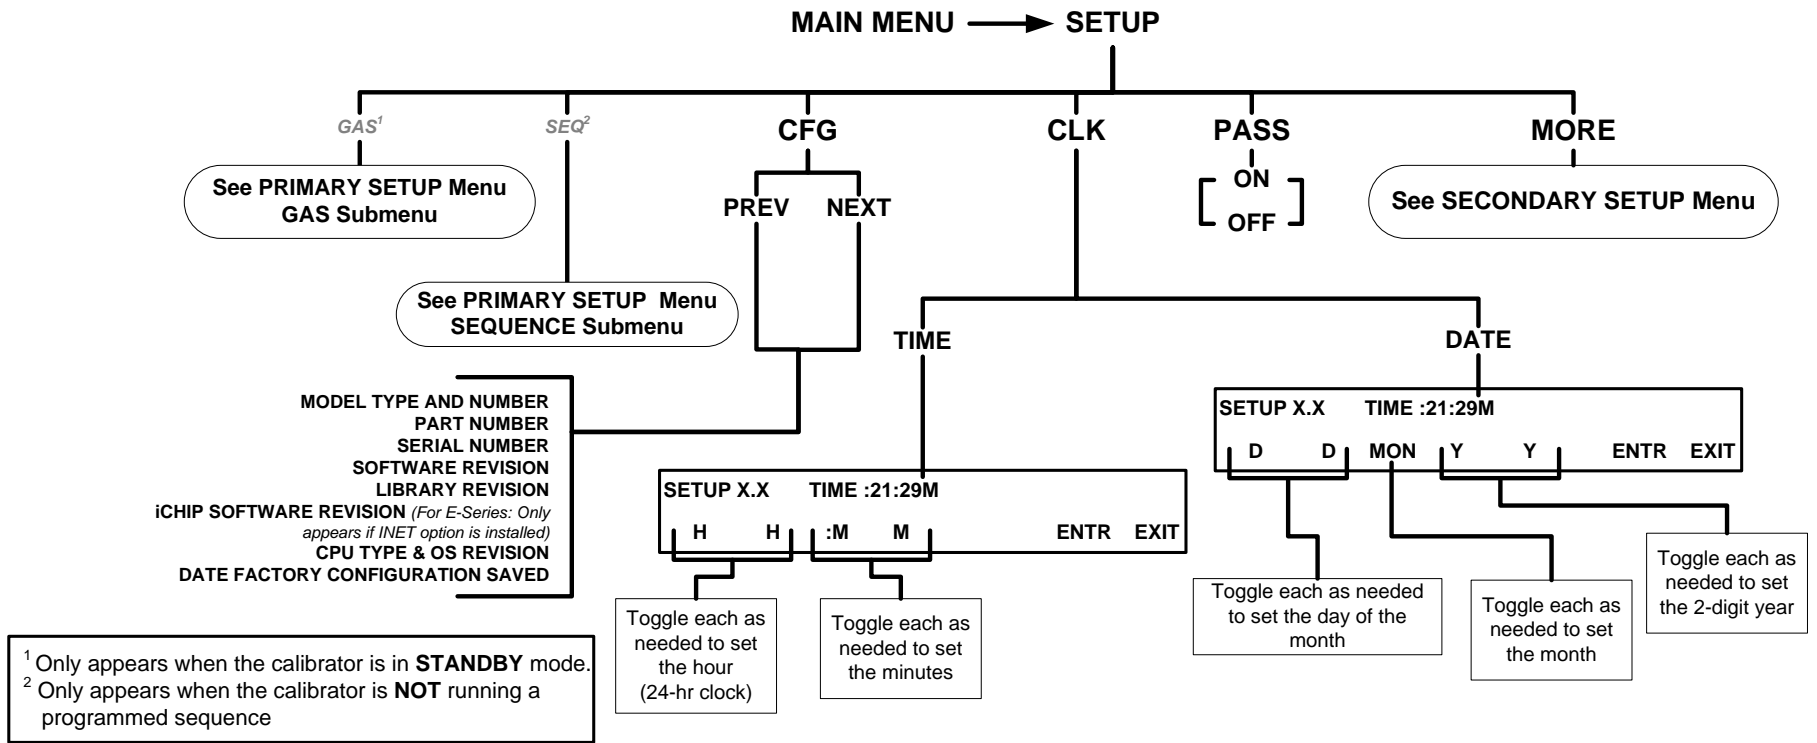 MAIN MENU SETUP
GAS1 SEQ2 CFG CLK PASS MORE
See PRIMARY SETUP Menu
GAS Submenu
See PRIMARY SETUP Menu
SEQUENCE Submenu
PREV NEXT
ON
OFF
See SECONDARY SETUP Menu
MODEL TYPE AND NUMBER
PART NUMBER
SERIAL NUMBER
SOFTWARE REVISION
LIBRARY REVISION
iCHIP SOFTWARE REVISION (For E-Series: Only
appears if INET option is installed)
CPU TYPE & OS REVISION
DATE FACTORY CONFIGURATION SAVED
TIME
SETUP X.X TIME :21:29M
H H :M M ENTR EXIT
Toggle each as
needed to set
the hour
(24-hr clock)
Toggle each as
needed to set
the minutes
DATE
SETUP X.X TIME :21:29M
D D MON Y Y ENTR EXIT
Toggle each as needed
to set the day of the
month
Toggle each as
needed to set
the month
Toggle each as
needed to set
the 2-digit year
1 Only appears when the calibrator is in STANDBY mode.
2 Only appears when the calibrator is NOT running a
programmed sequence